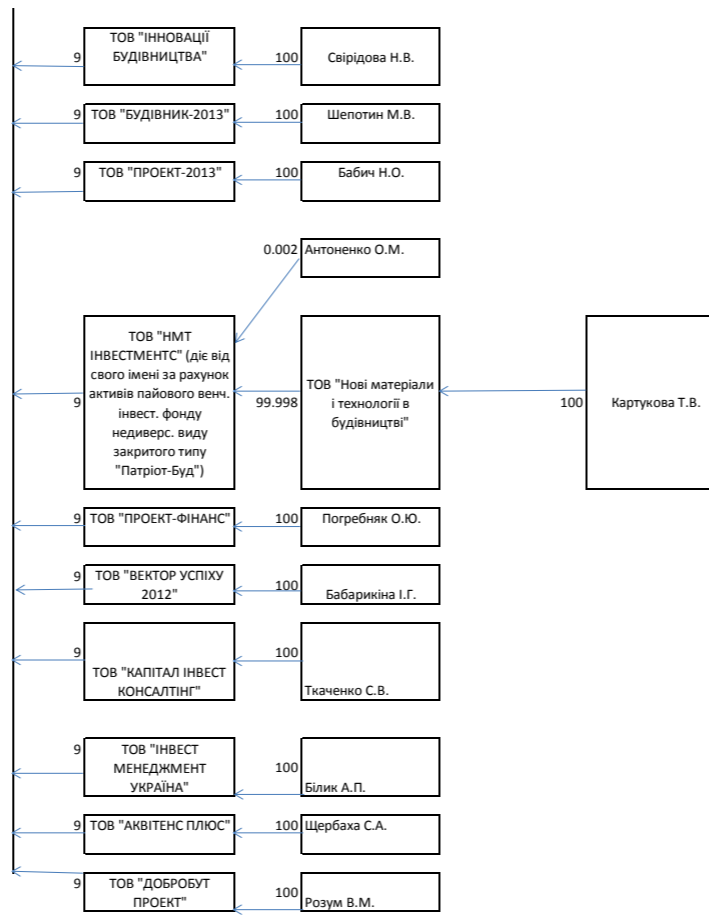 ТОВ "ІННОВАЦІЇ
БУДІВНИЦТВА"
9
100
Свірідова Н.В.
9
ТОВ "БУДІВНИК-2013"
100
Шепотин М.В.
9
ТОВ "ПРОЕКТ-2013"
100
Бабич Н.О.
0.002
Антоненко О.М.
ТОВ "НМТ
ІНВЕСТМЕНТС" (діє від
свого імені за рахунок
активів пайового венч.
інвест. фонду
недиверс. виду
закритого типу
"Патріот-Буд")
9
99.998
ТОВ "Нові матеріали
і технології в
будівництві"
100
Картукова Т.В.
9
ТОВ "ПРОЕКТ-ФІНАНС"
100
Погребняк О.Ю.
9
ТОВ "ВЕКТОР УСПІХУ
2012"
100
Бабарикіна І.Г.
9
ТОВ "КАПІТАЛ ІНВЕСТ
КОНСАЛТІНГ"
100
Ткаченко С.В.
9
ТОВ "ІНВЕСТ
МЕНЕДЖМЕНТ
УКРАЇНА"
100
Білик А.П.
9
ТОВ "АКВІТЕНС ПЛЮС"
100
Щербаха С.А.
9
ТОВ "ДОБРОБУТ
ПРОЕКТ"
100
Розум В.М.